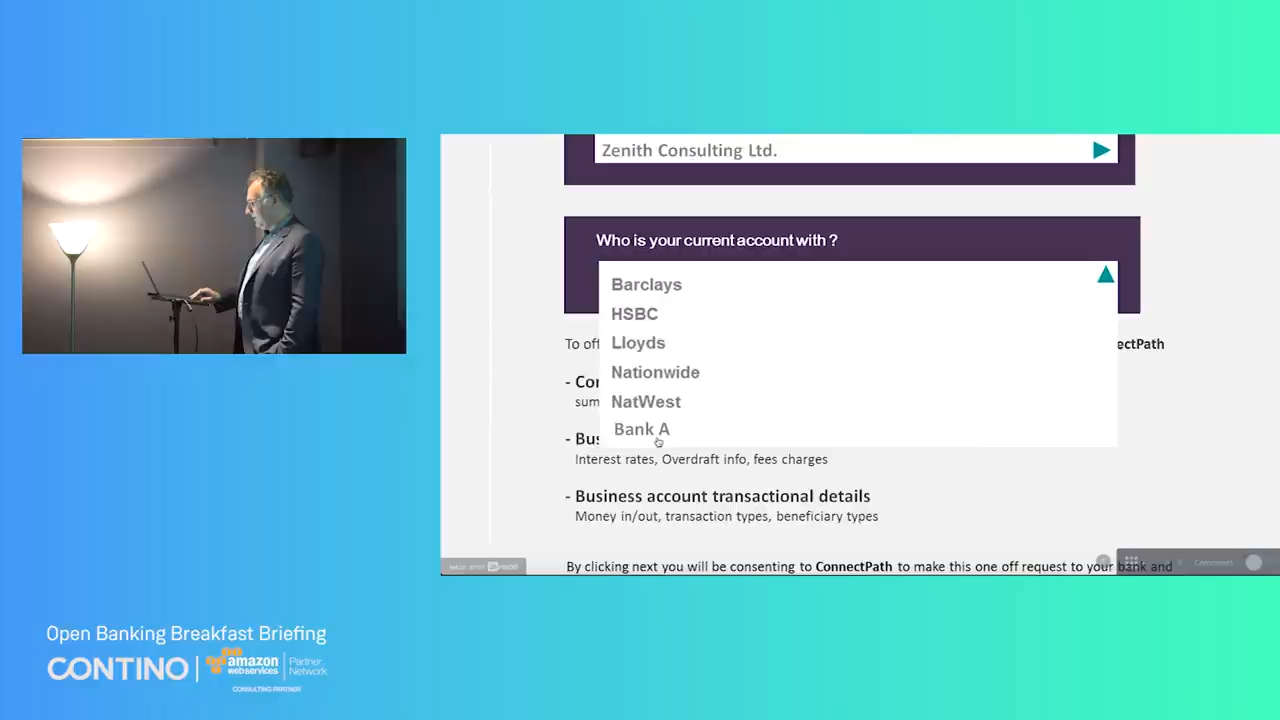 Zenith Consulting Ltd.
Who is your current account with ?
Barclays
HSBC
Lloyds
Nationwide
NatWest
Bank A
To of
ectPath
- Co
sum
- Bus
Interest rates, Overdraft info, fees charges
- Business account transactional details
Money in/out, transaction types, beneficiary types
By clicking next you will be consenting to ConnectPath to make this one off request to your bank and
Comments
Open Banking Breakfast Briefing
CONTINO
amazon
webservices
Partner
Network
CONSULTING PARTNER